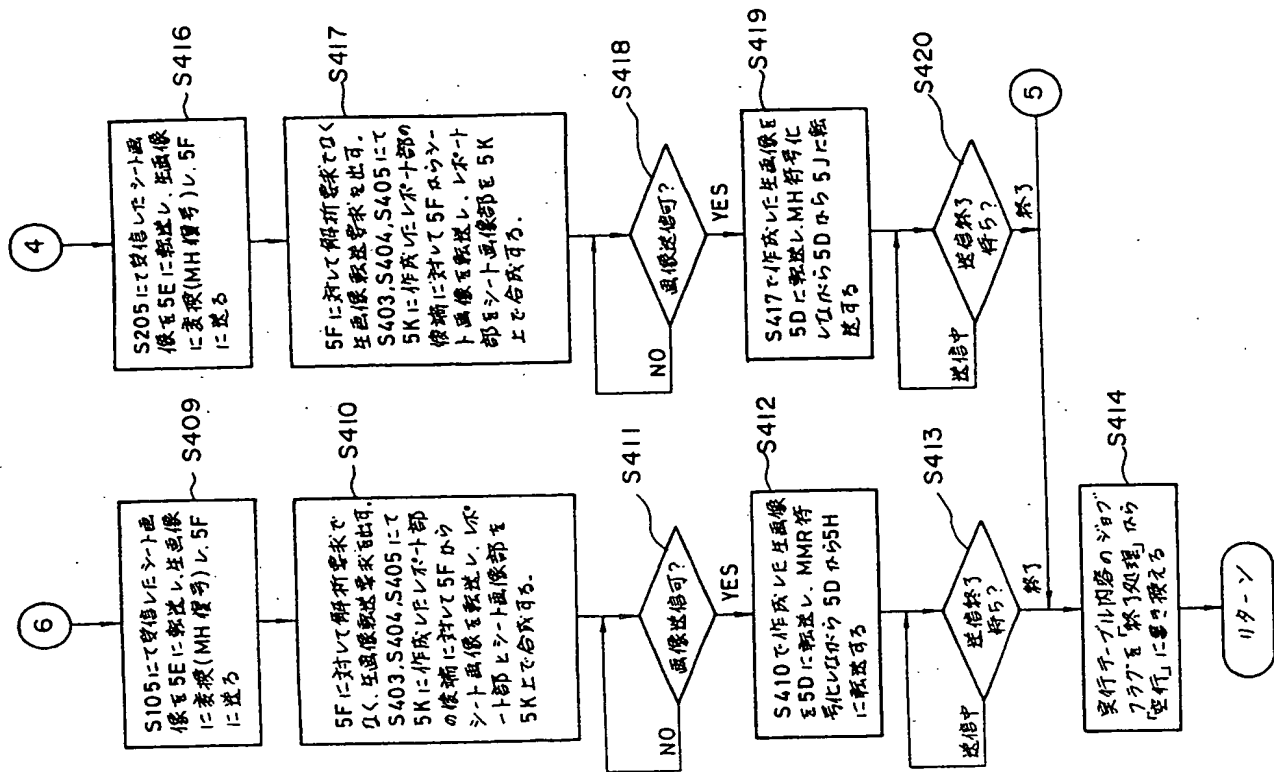 6
S409
S105にて受信したシート画
像を5Eに転送し、生画像
に変換(MH復号)し、5F
に送る
S410
5Fに対して解析要求で
なく、生画像転送要求を出す。
S403,S404,S405にて
5Kに作成したレポート部
の後端に対して5Fから
シート画像を転送し、レポ
ート部とシート画像部を
5K上で合成する。
S411
画像送信可?
NO
YES
S412
S410で作成した生画像
を5Dに転送し、MMR符
号化しながら5Dから5H
に転送する
S413
送信終了
待ち?
送信中
終了
S414
実行テーブル内容のジョブ
フラグを「終了処理」から
「空行」に書き換える
リターン
4
S416
S205にて受信したシート画
像を5Eに転送し、生画像
に変換(MH復号)し、5F
に送る
S417
5Fに対して解析要求でなく
生画像転送要求を出す。
S403,S404,S405にて
5Kに作成したレポート部の
後端に対して5Fからシー
ト画像を転送し、レポート
部をシート画像部を5K
上で合成する。
S418
画像送信可?
NO
YES
S419
S417で作成した生画像を
5Dに転送し、MH符号化
しながら5Dから5Jに転
送する
S420
送信終了
待ち?
送信中
終了
5